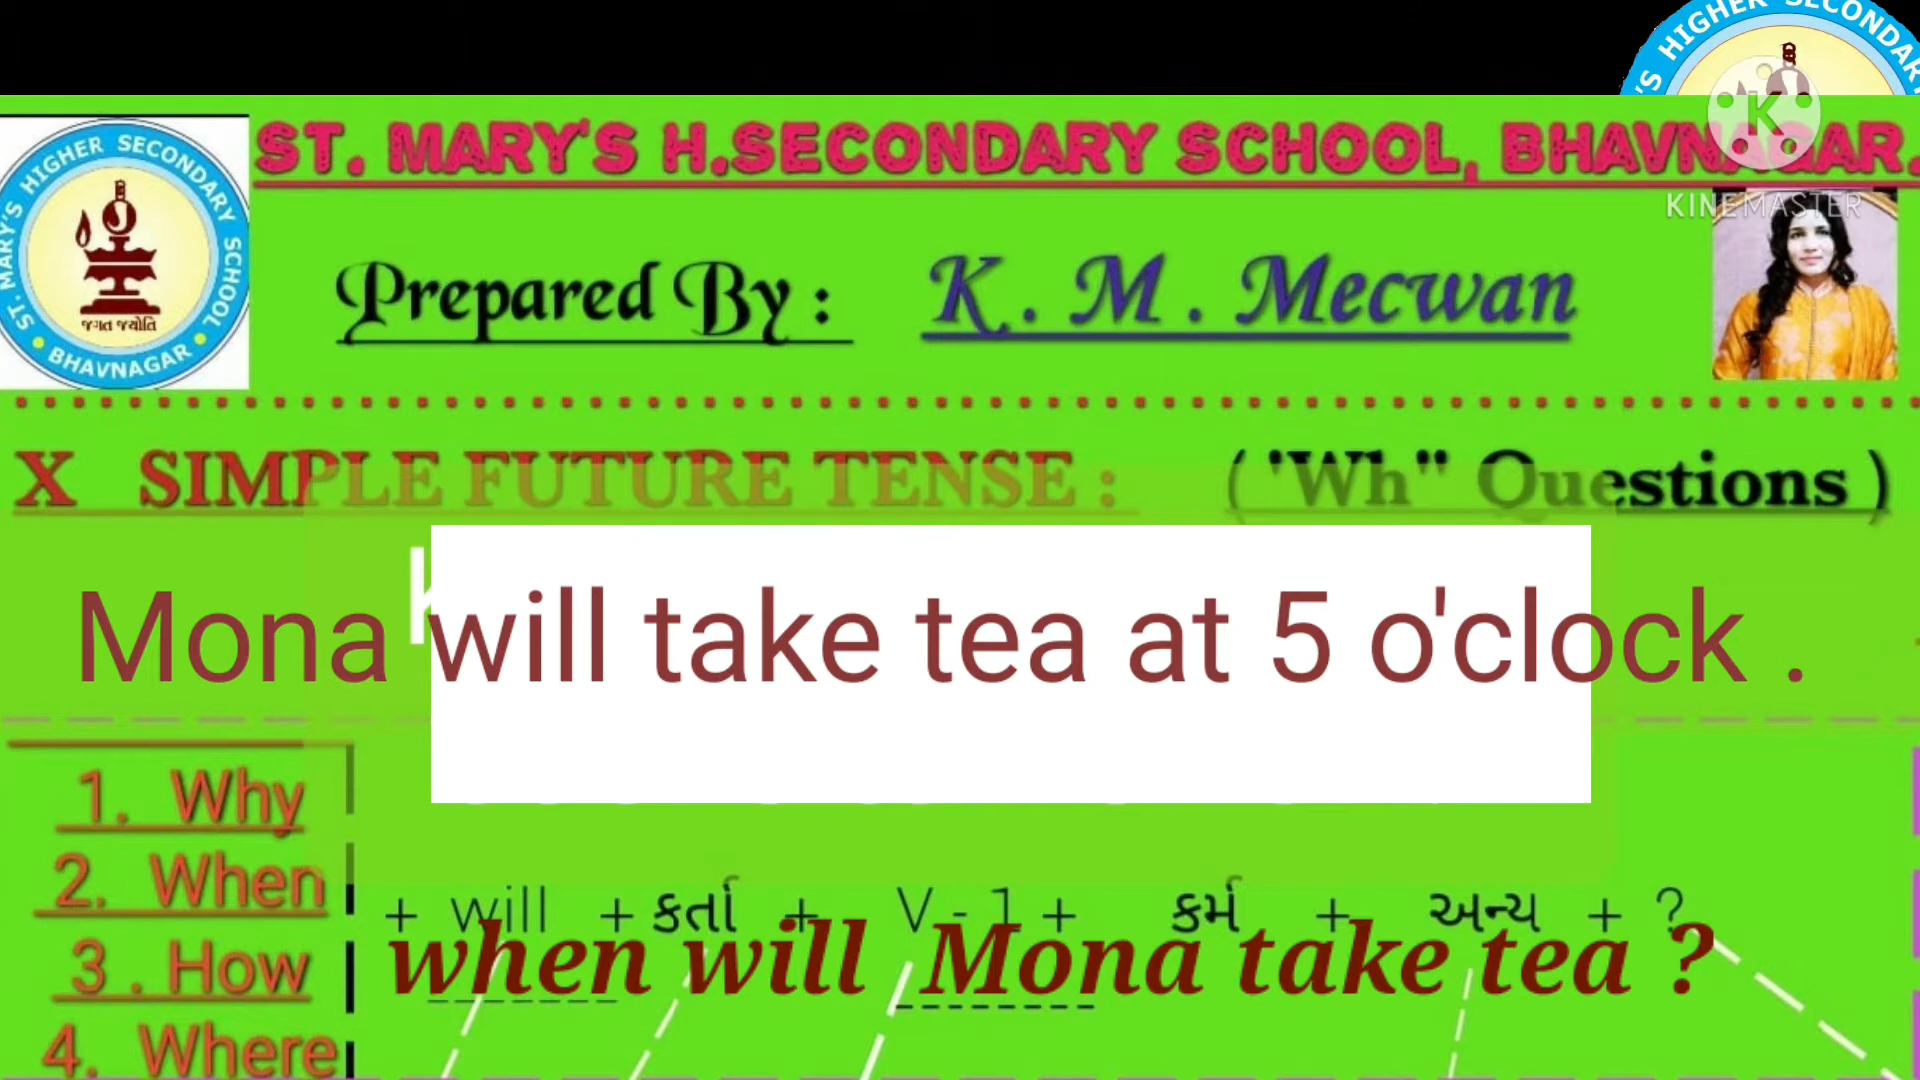 'S HIGHER SECONDARY
ST. MARY'S H.SECONDARY SCHOOL, BHAVNAGAR.
K
KINEMASTER
ST. MARY'S HIGHER SECONDARY SCHOOL
જગત જ્યોતિ
BHAVNAGAR
Prepared By : K . M . Mecwan
X SIMPLE FUTURE TENSE : ( 'Wh" Questions )
Mona will take tea at 5 o'clock .
1. Why
2. When
+ will + કર્તા + V - 1 + કર્મ + અન્ય + ?
when will Mona take tea ?
3 . How
4. Where